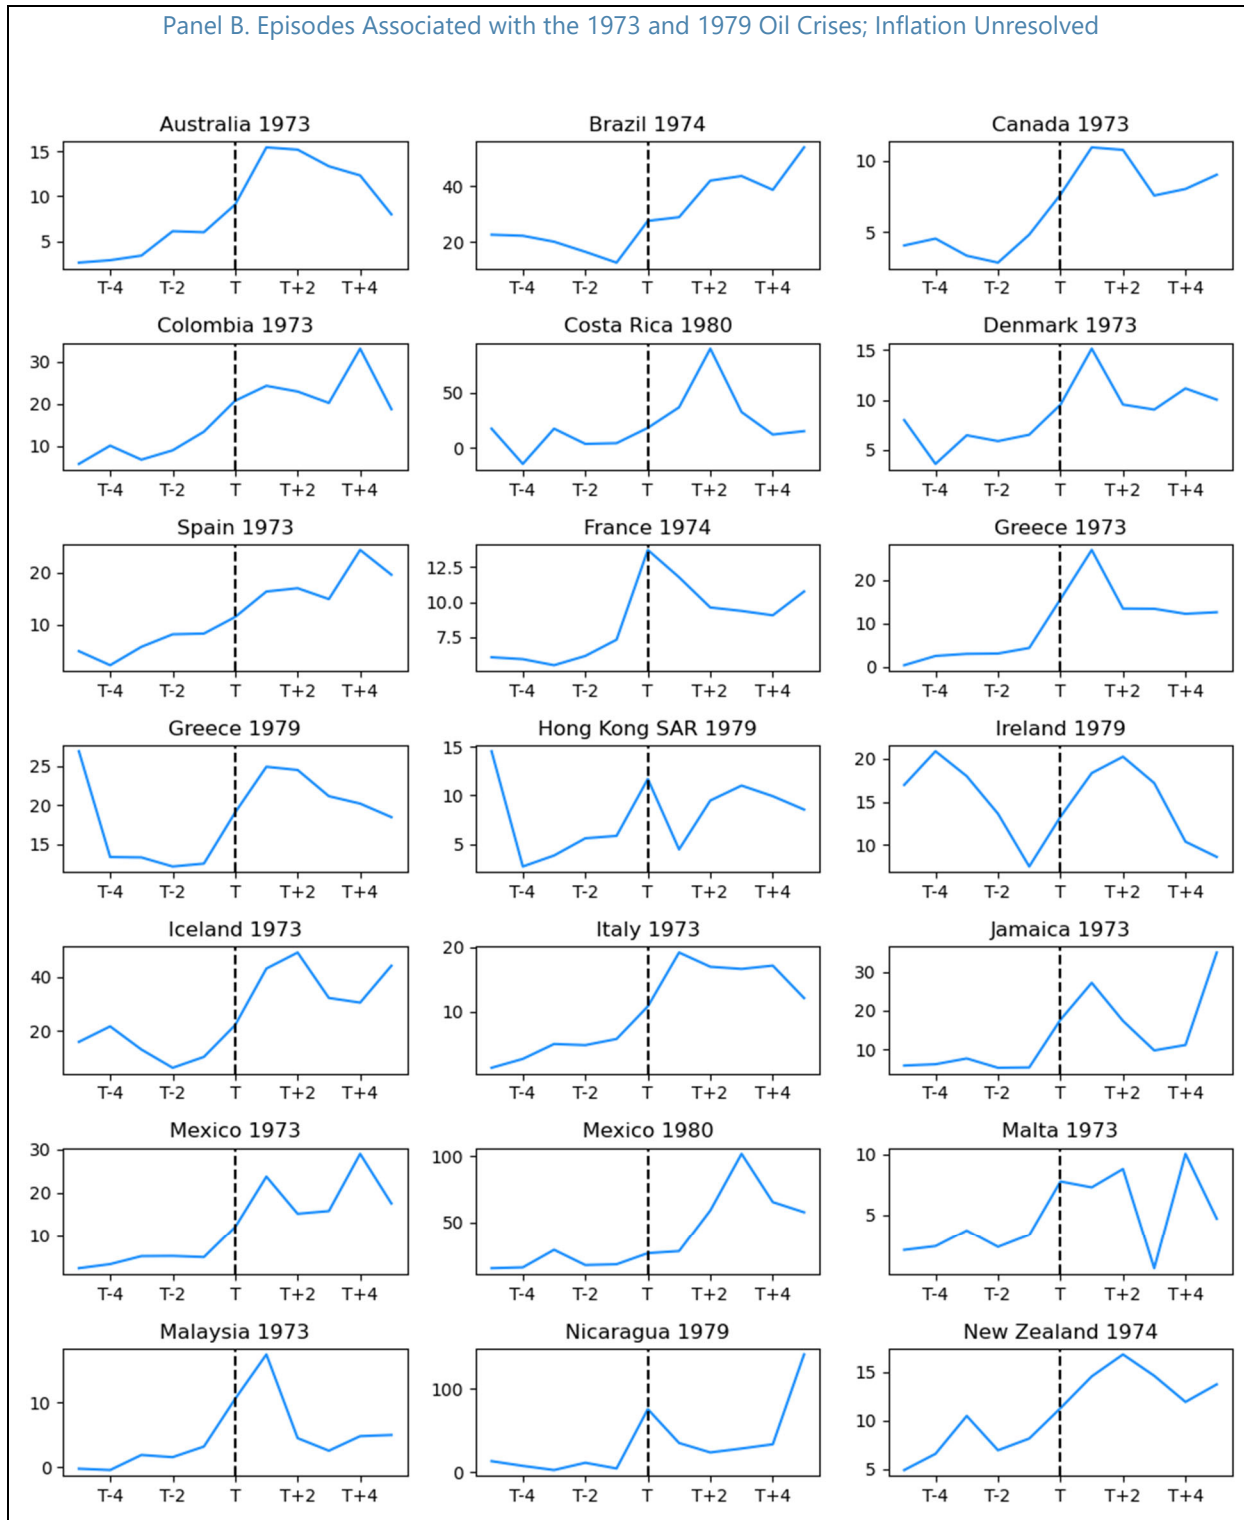 Panel B. Episodes Associated with the 1973 and 1979 Oil Crises; Inflation Unresolved
Australia 1973
15
10
5
T-4 T-2 T T+2 T+4
Brazil 1974
40
20
T-4 T-2 T T+2 T+4
Canada 1973
10
5
T-4 T-2 T T+2 T+4
Colombia 1973
30
20
10
T-4 T-2 T T+2 T+4
Costa Rica 1980
50
0
T-4 T-2 T T+2 T+4
Denmark 1973
15
10
5
T-4 T-2 T T+2 T+4
Spain 1973
20
10
T-4 T-2 T T+2 T+4
France 1974
12.5
10.0
7.5
T-4 T-2 T T+2 T+4
Greece 1973
20
10
0
T-4 T-2 T T+2 T+4
Greece 1979
25
20
15
T-4 T-2 T T+2 T+4
Hong Kong SAR 1979
15
10
5
T-4 T-2 T T+2 T+4
Ireland 1979
20
15
10
T-4 T-2 T T+2 T+4
Iceland 1973
40
20
T-4 T-2 T T+2 T+4
Italy 1973
20
10
T-4 T-2 T T+2 T+4
Jamaica 1973
30
20
10
T-4 T-2 T T+2 T+4
Mexico 1973
30
20
10
T-4 T-2 T T+2 T+4
Mexico 1980
100
50
T-4 T-2 T T+2 T+4
Malta 1973
10
5
T-4 T-2 T T+2 T+4
Malaysia 1973
10
0
T-4 T-2 T T+2 T+4
Nicaragua 1979
100
0
T-4 T-2 T T+2 T+4
New Zealand 1974
15
10
5
T-4 T-2 T T+2 T+4